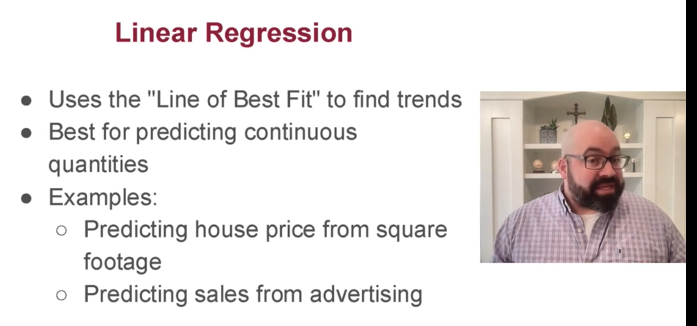 Linear Regression
● Uses the "Line of Best Fit" to find trends
● Best for predicting continuous
quantities
● Examples:
○ Predicting house price from square
footage
○ Predicting sales from advertising